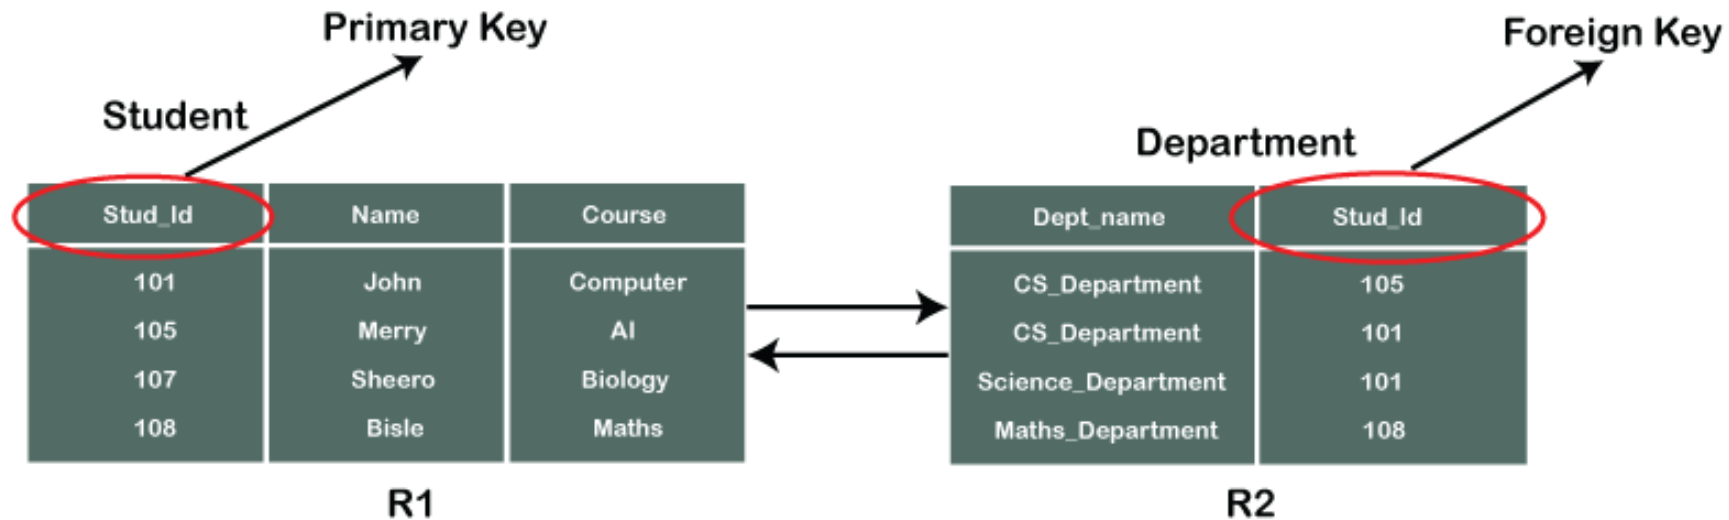 Primary Key
Foreign Key
Student
Department
Stud_Id Name Course
101 John Computer
105 Merry AI
107 Sheero Biology
108 Bisle Maths
R1
Dept_name Stud_Id
CS_Department 105
CS_Department 101
Science_Department 101
Maths_Department 108
R2